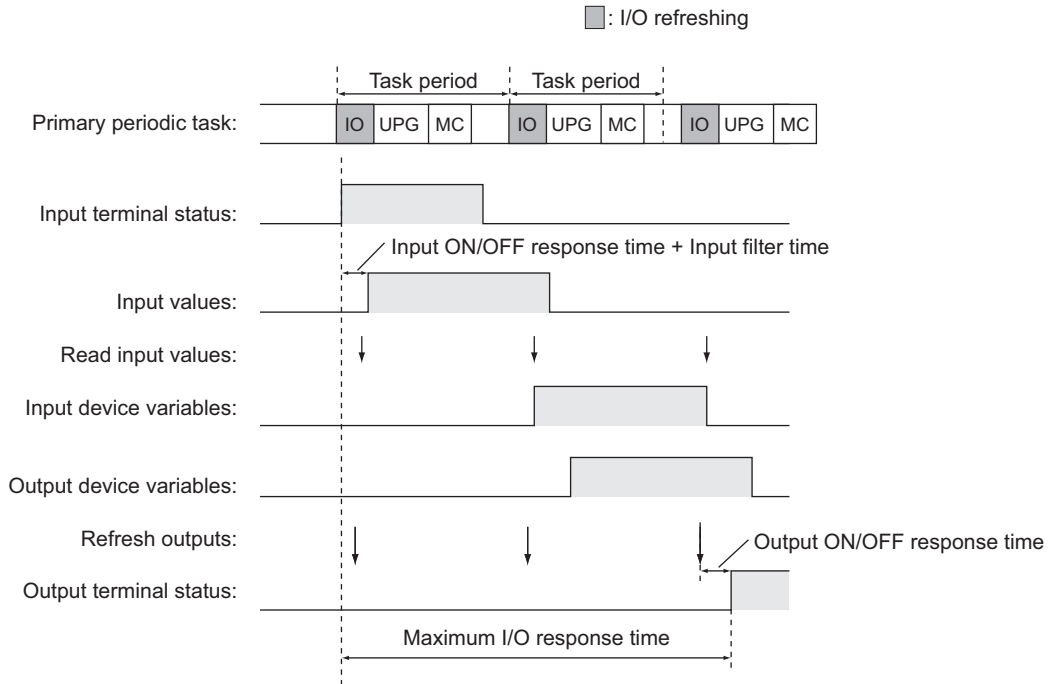 : I/O refreshing
Task period
Task period
Primary periodic task:
IO UPG MC IO UPG MC IO UPG MC
Input terminal status:
Input ON/OFF response time + Input filter time
Input values:
Read input values:
Input device variables:
Output device variables:
Refresh outputs:
Output ON/OFF response time
Output terminal status:
Maximum I/O response time